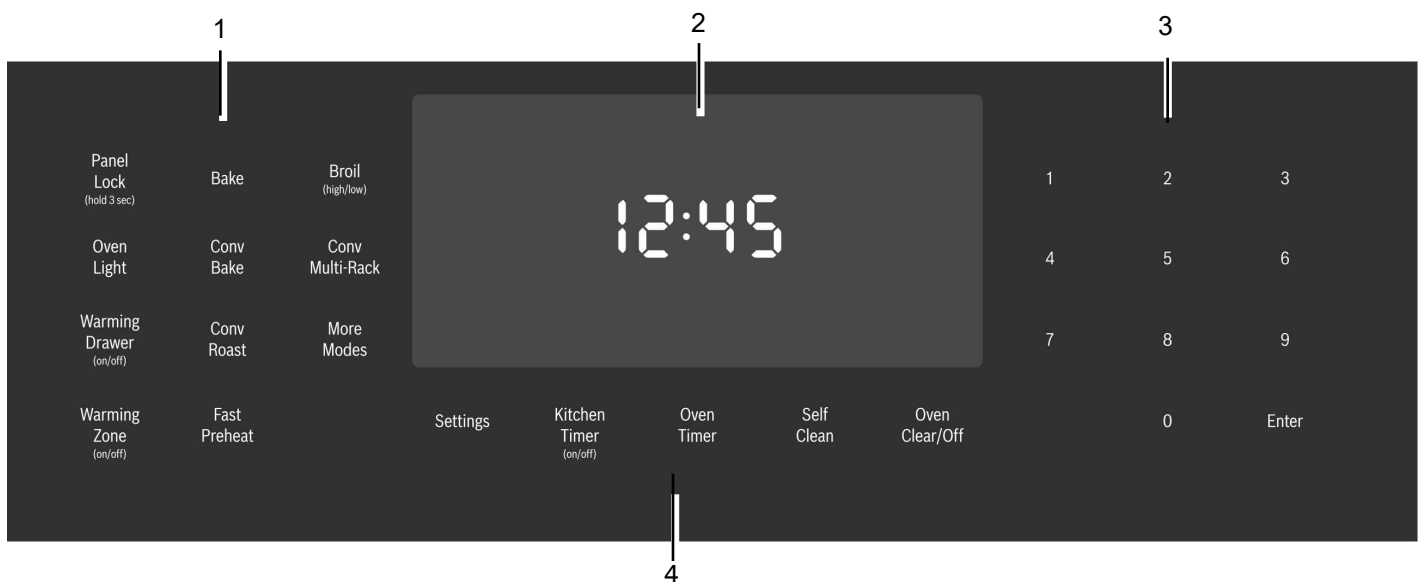 1
2
3
Panel
Lock
(hold 3 sec)
Bake
Broil
(high/low)
Oven
Light
Conv
Bake
Conv
Multi-Rack
Warming
Drawer
(on/off)
Conv
Roast
More
Modes
Warming
Zone
(on/off)
Fast
Preheat
12:45
Settings
Kitchen
Timer
(on/off)
Oven
Timer
Self
Clean
Oven
Clear/Off
1
2
3
4
5
6
7
8
9
0
Enter
4